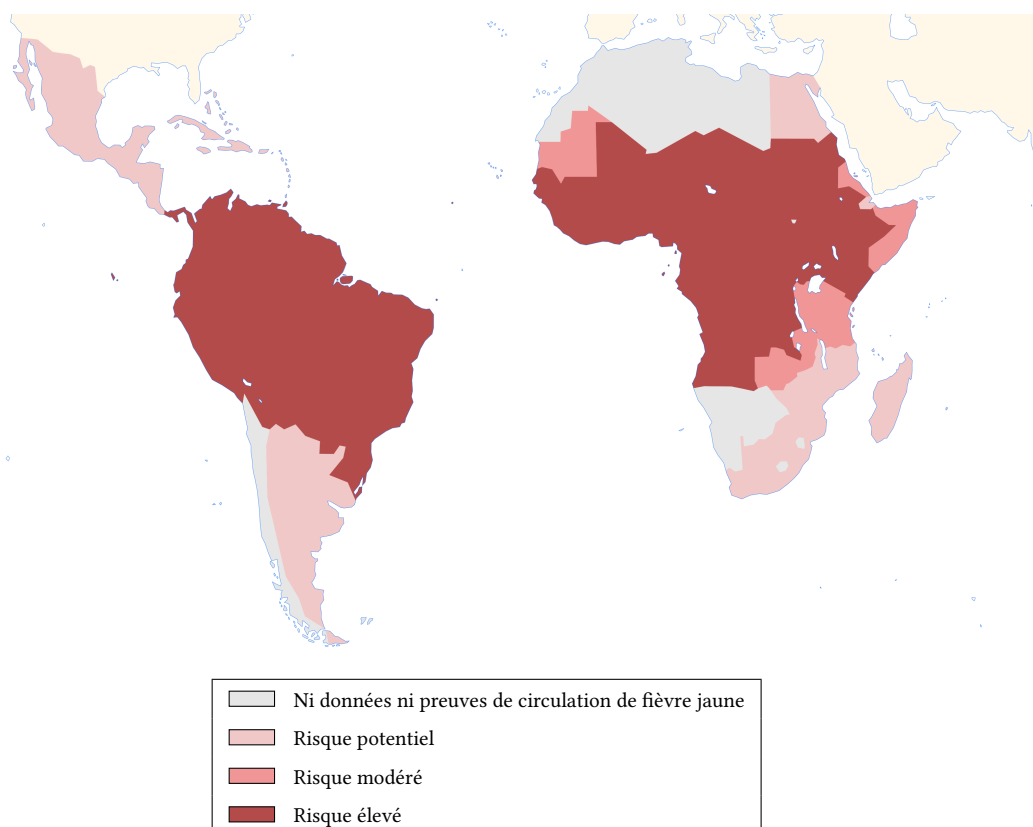 Ni données ni preuves de circulation de fièvre jaune
Risque potentiel
Risque modéré
Risque élevé